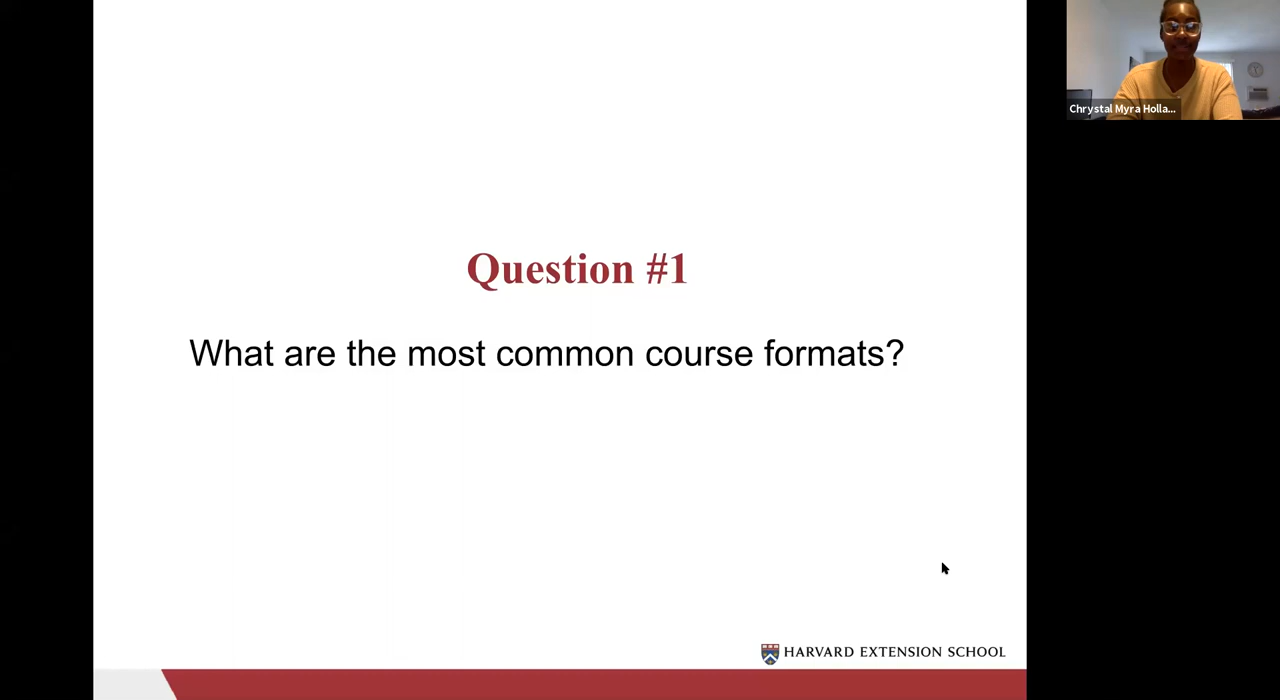 Question #1
What are the most common course formats?
HARVARD EXTENSION SCHOOL
Chrystal Myra Holla...